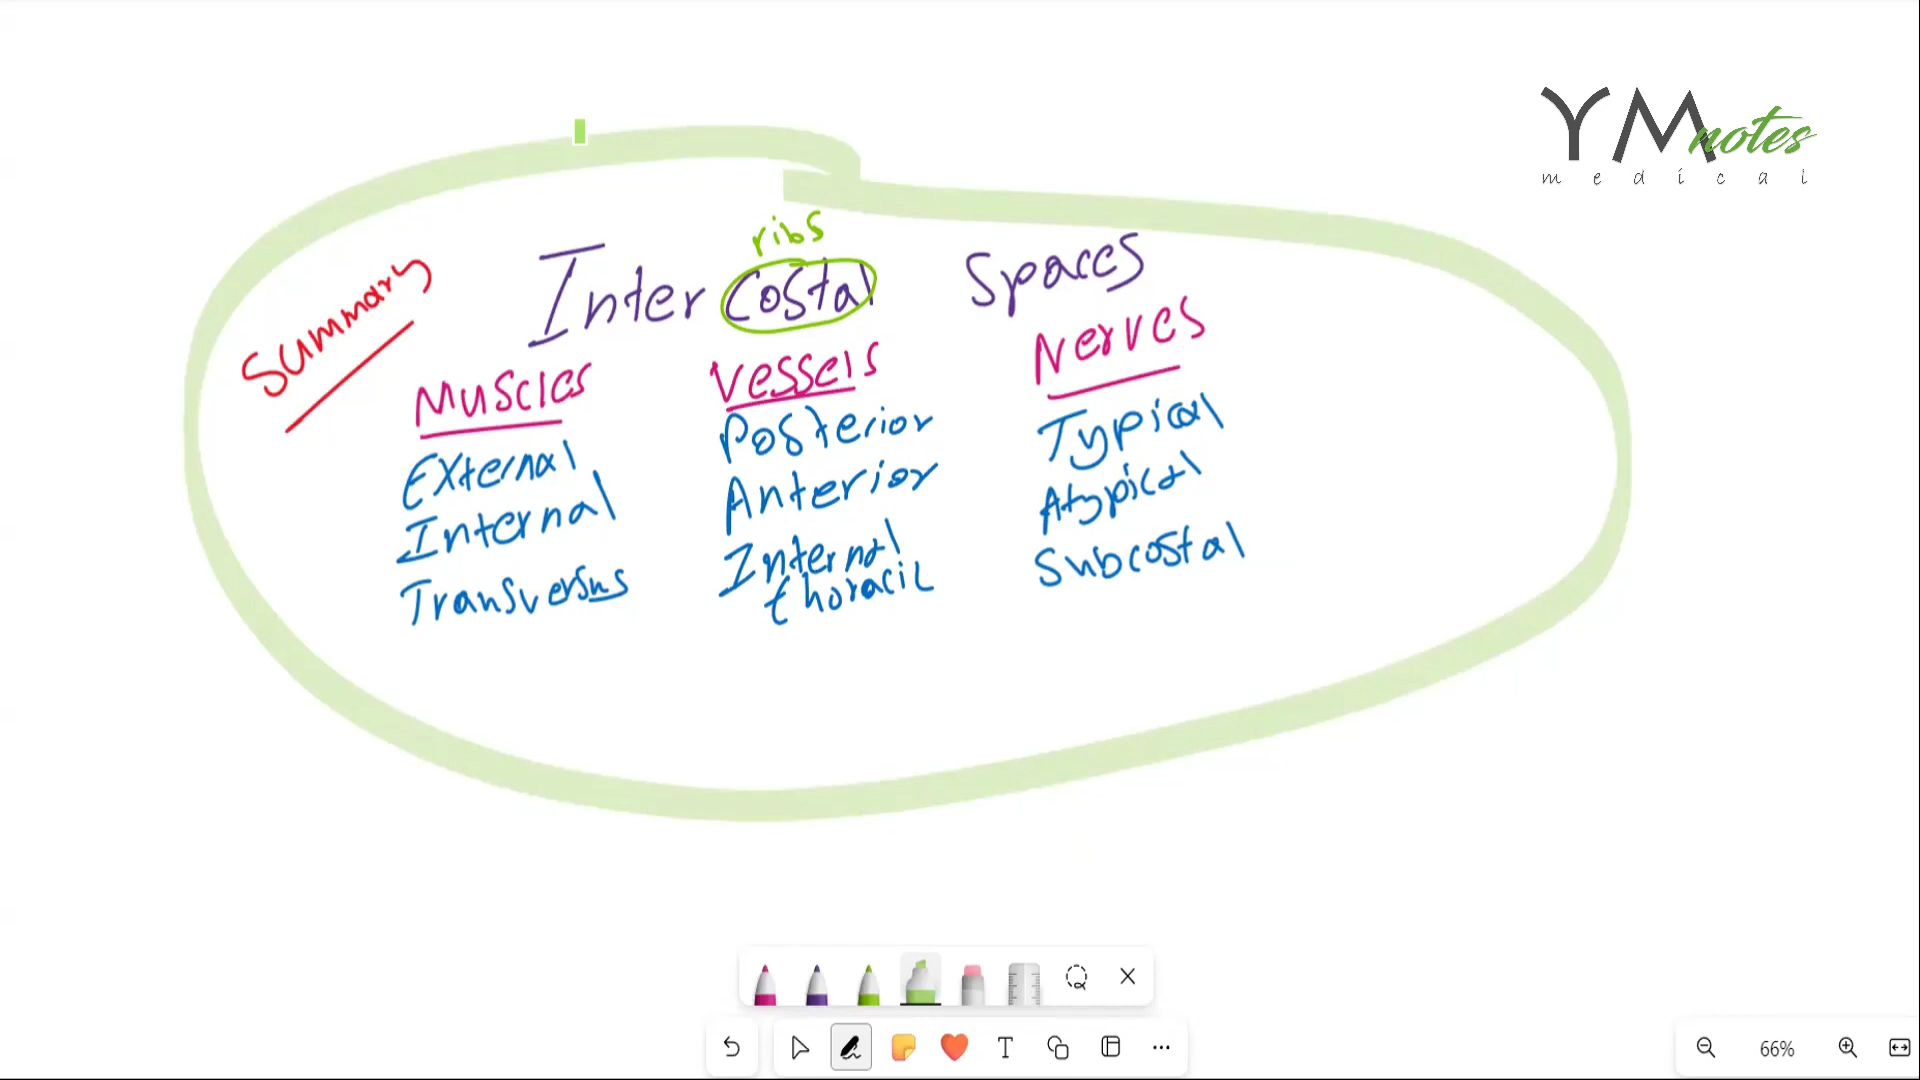 YM notes
medical
ribs
Summary
Inter Costal Spaces
Muscles Vessels Nerves
External Posterior Typical
Internal Anterior Atypical
Transversus Internal thoracic Subcostal
66%